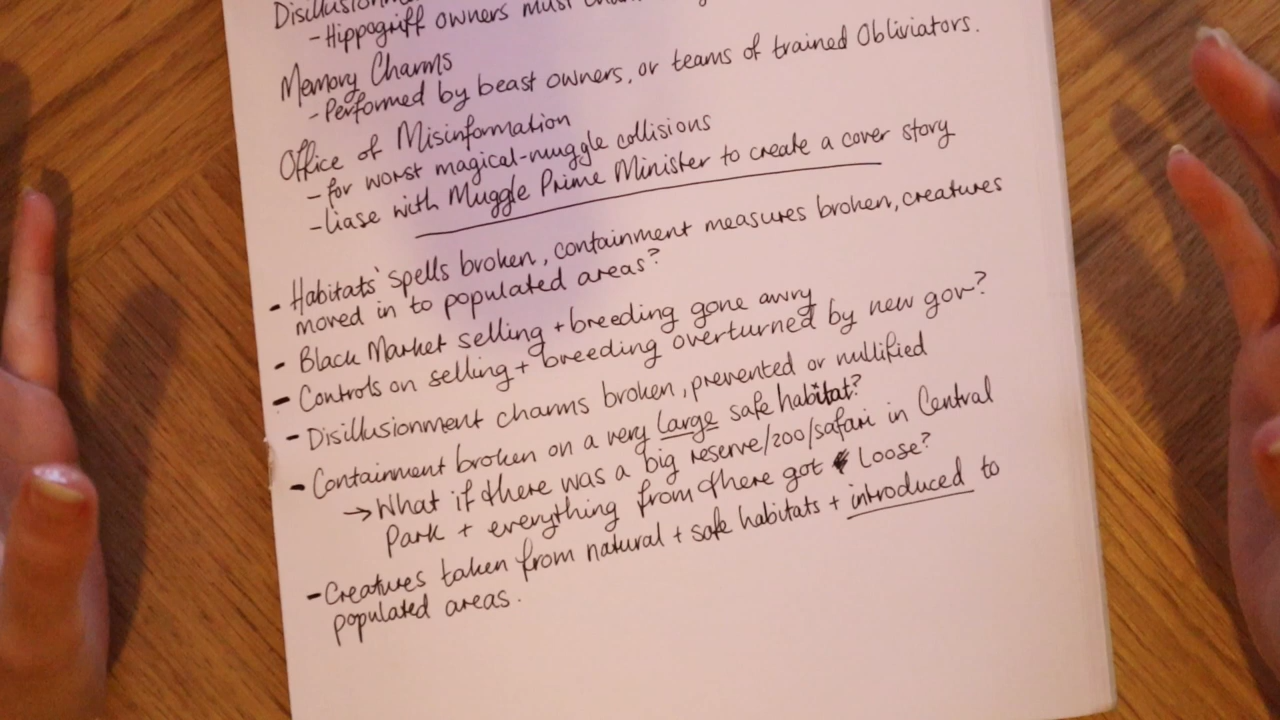 - Hippogriff owners must
Memory Charms
- Performed by beast owners, or teams of trained Obliviators.
Office of Misinformation
- for worst magical-muggle collisions
- Liase with Muggle Prime Minister to create a cover story
- Habitats' spells broken, containment measures broken, creatures
moved in to populated areas?
- Black Market selling + breeding gone awry
- Controls on selling + breeding overturned by new gov?
- Disillusionment charms broken, prevented or nullified
- Containment broken on a very large safe habitat?
→ What if there was a big reserve/zoo/safari in Central
Park + everything from there got loose?
- Creatures taken from natural + safe habitats + introduced to
populated areas.